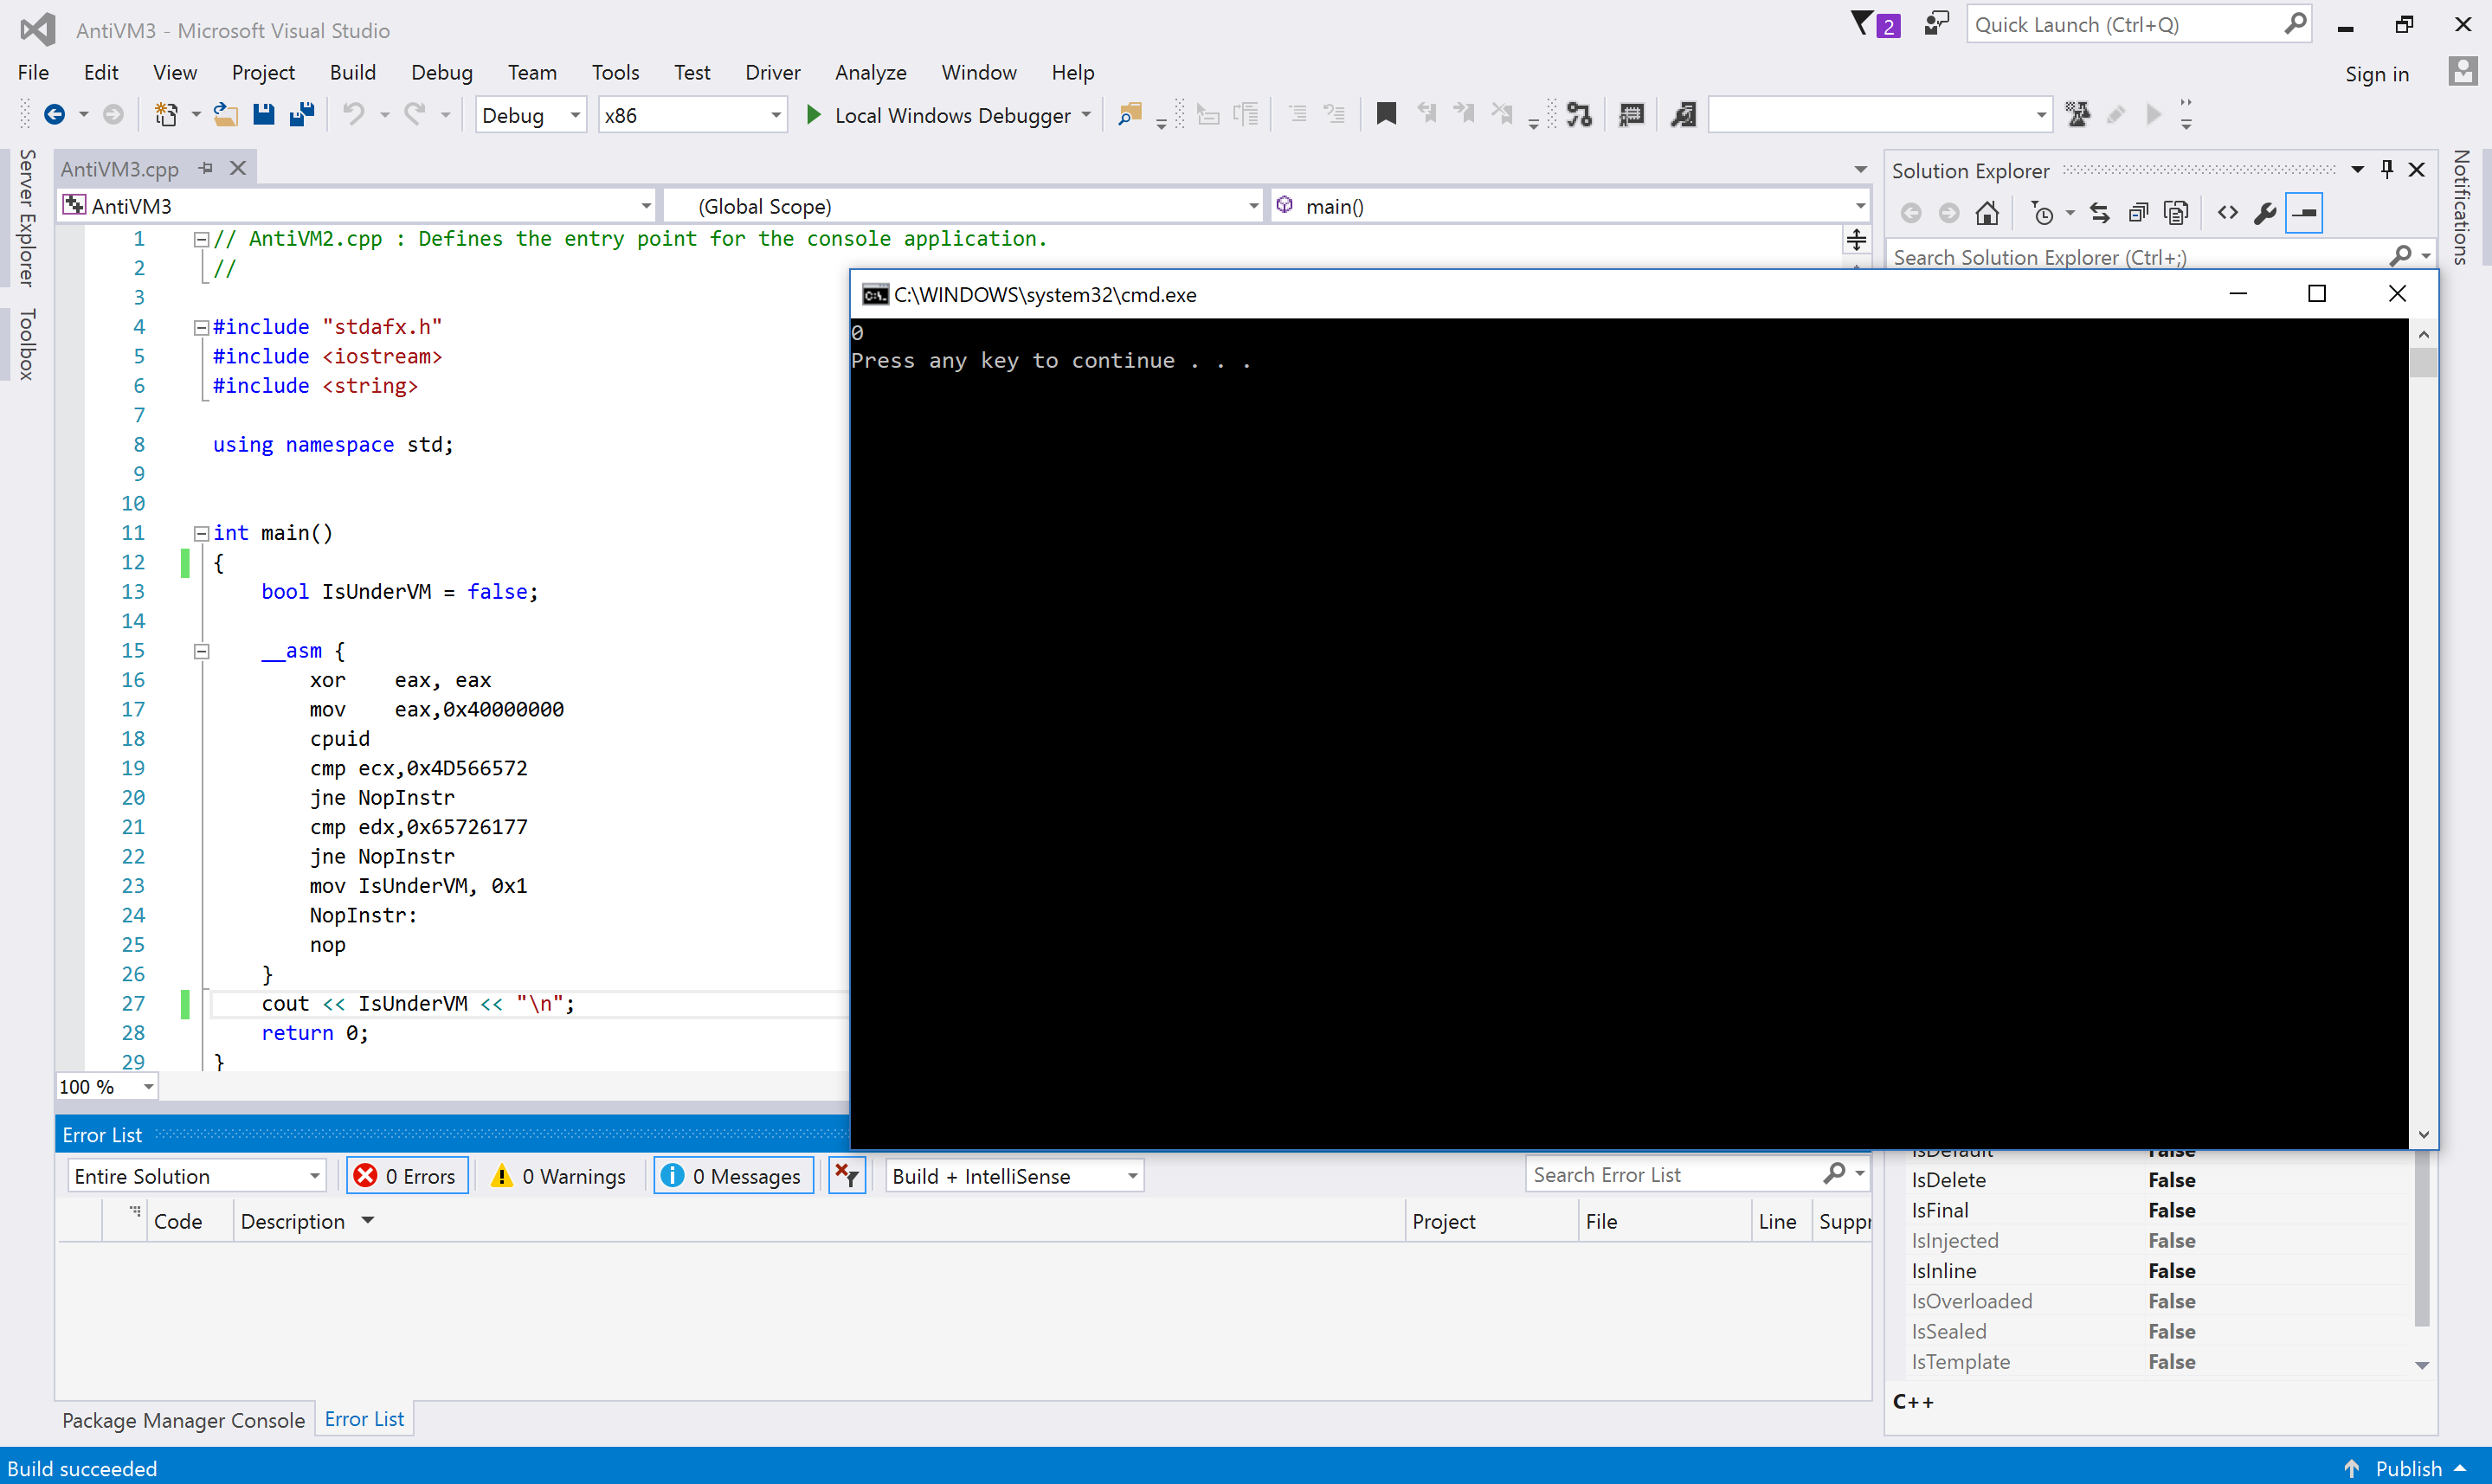 AntiVM3 - Microsoft Visual Studio
2
Quick Launch (Ctrl+Q)
File Edit View Project Build Debug Team Tools Test Driver Analyze Window Help
Sign in
Debug x86 Local Windows Debugger
Server Explorer
Toolbox
AntiVM3.cpp
AntiVM3 (Global Scope) main()
1 // AntiVM2.cpp : Defines the entry point for the console application.
2 //
3
4 #include "stdafx.h"
5 #include <iostream>
6 #include <string>
7
8 using namespace std;
9
10
11 int main()
12 {
13 bool IsUnderVM = false;
14
15 __asm {
16 xor eax, eax
17 mov eax,0x40000000
18 cpuid
19 cmp ecx,0x4D566572
20 jne NopInstr
21 cmp edx,0x65726177
22 jne NopInstr
23 mov IsUnderVM, 0x1
24 NopInstr:
25 nop
26 }
27 cout << IsUnderVM << "\n";
28 return 0;
29 }
100 %
Solution Explorer
Search Solution Explorer (Ctrl+;)
Notifications
C:\WINDOWS\system32\cmd.exe
0
Press any key to continue . . .
Error List
Entire Solution 0 Errors 0 Warnings 0 Messages Build + IntelliSense Search Error List
Code Description Project File Line Suppr
IsDefault False
IsDelete False
IsFinal False
IsInjected False
IsInline False
IsOverloaded False
IsSealed False
IsTemplate False
C++
Package Manager Console Error List
Build succeeded
Publish